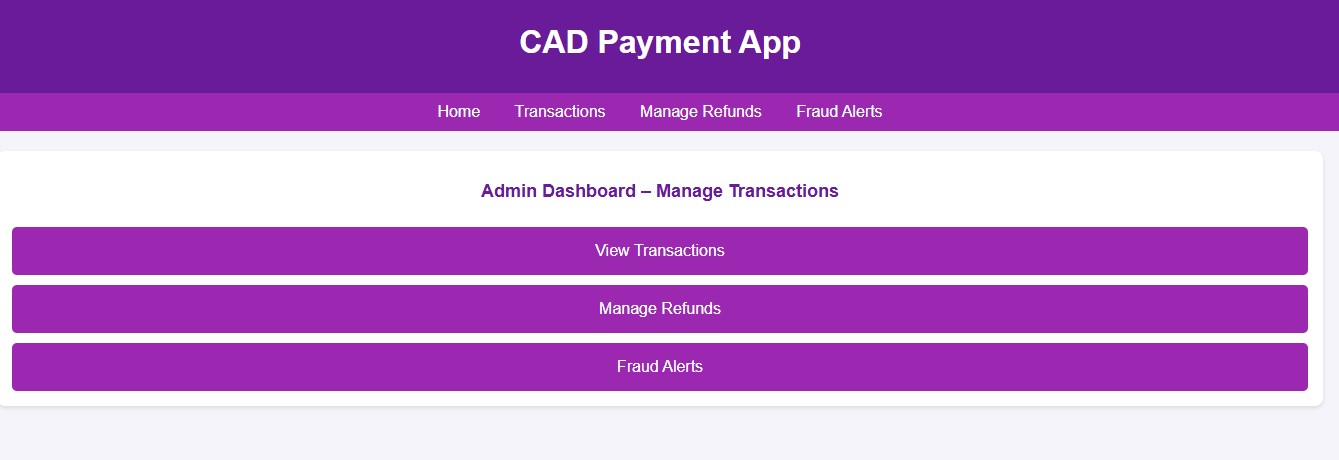 CAD Payment App
Home Transactions Manage Refunds Fraud Alerts
Admin Dashboard – Manage Transactions
View Transactions
Manage Refunds
Fraud Alerts